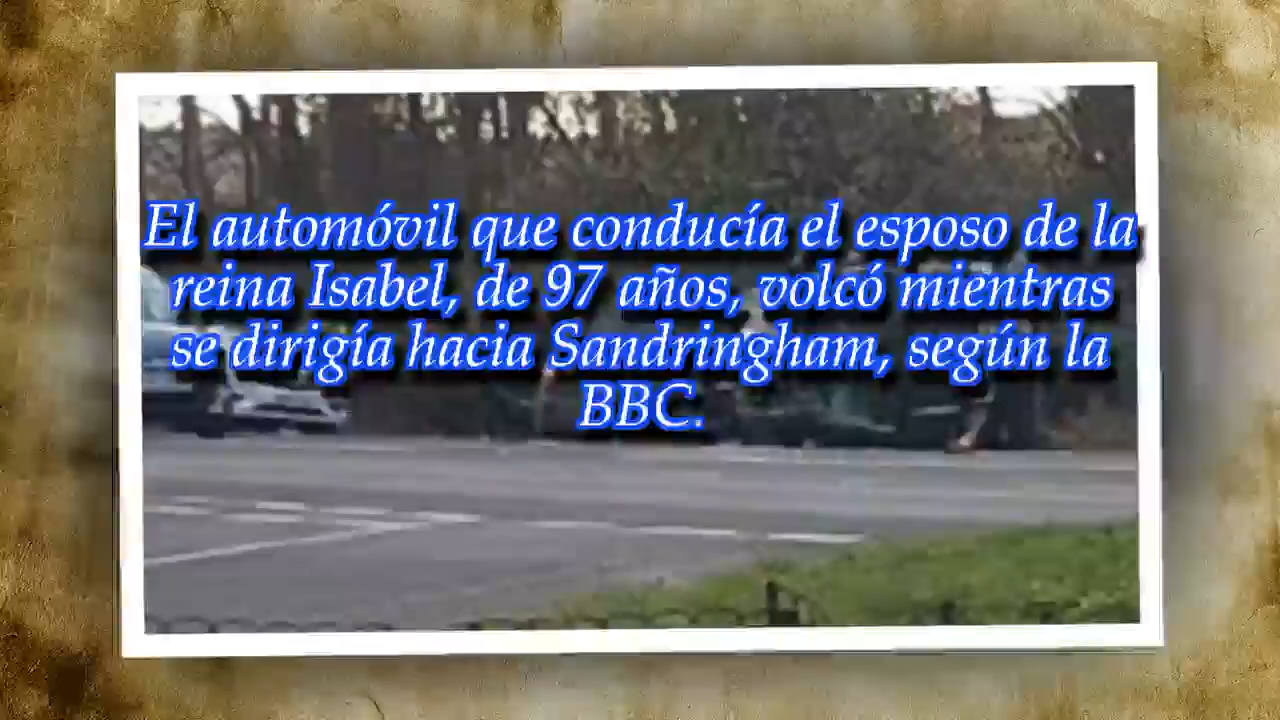 El automóvil que conducía el esposo de la
reina Isabel, de 97 años, volcó mientras
se dirigía hacia Sandringham, según la
BBC.